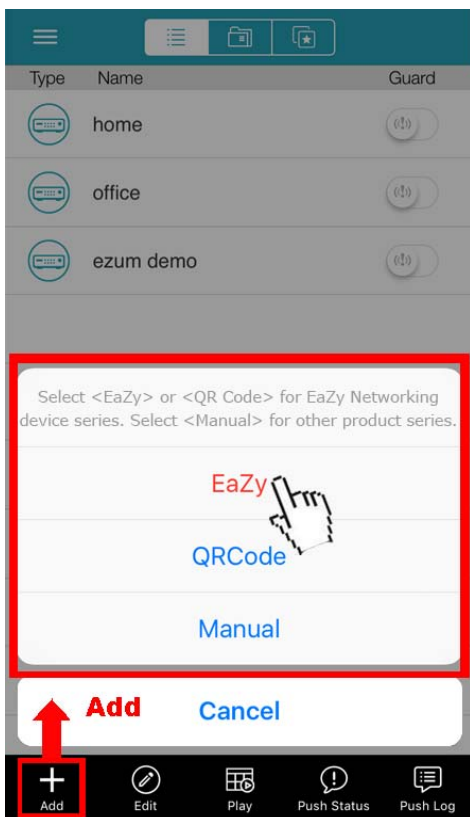 Type Name Guard
home
office
ezum demo
Select <EaZy> or <QR Code> for EaZy Networking
device series. Select <Manual> for other product series.
EaZy
QRCode
Manual
Add Cancel
Add Edit Play Push Status Push Log